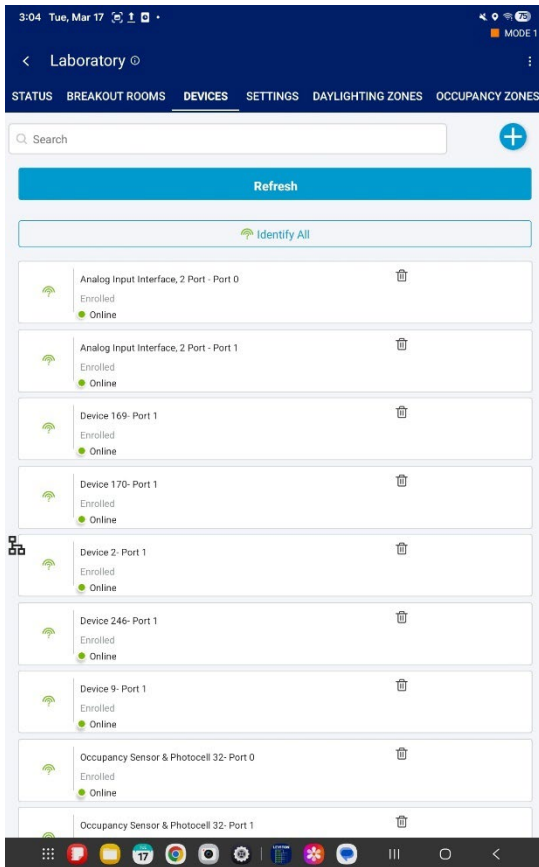 3:04 Tue, Mar 17
75
MODE 1
Laboratory
STATUS BREAKOUT ROOMS DEVICES SETTINGS DAYLIGHTING ZONES OCCUPANCY ZONES
Search
Refresh
Identify All
Analog Input Interface, 2 Port - Port 0
Enrolled
Online
Analog Input Interface, 2 Port - Port 1
Enrolled
Online
Device 169- Port 1
Enrolled
Online
Device 170- Port 1
Enrolled
Online
Device 2- Port 1
Enrolled
Online
Device 246- Port 1
Enrolled
Online
Device 9- Port 1
Enrolled
Online
Occupancy Sensor & Photocell 32- Port 0
Enrolled
Online
Occupancy Sensor & Photocell 32- Port 1
17